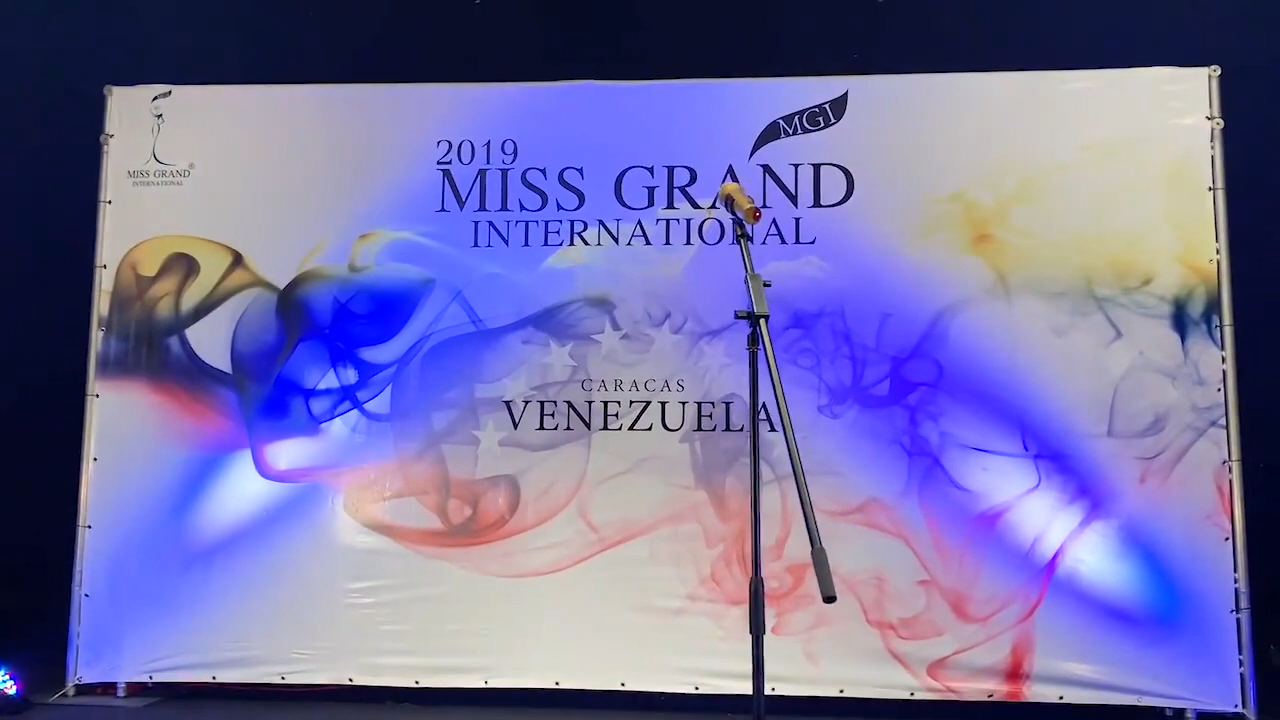 MISS GRAND®
INTERNATIONAL
MGI
2019
MISS GRAND
INTERNATIONAL
CARACAS
VENEZUELA